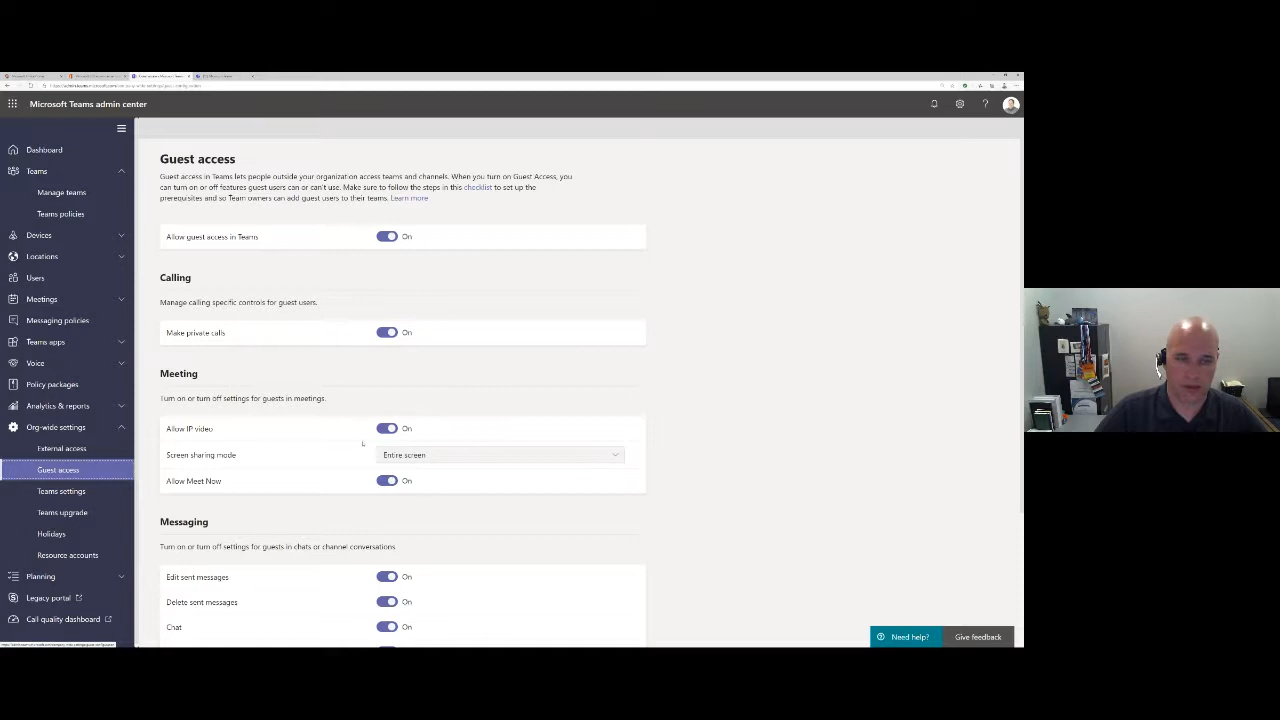 Microsoft Teams admin center
Dashboard
Teams
Manage teams
Teams policies
Devices
Locations
Users
Meetings
Messaging policies
Teams apps
Voice
Policy packages
Analytics & reports
Org-wide settings
External access
Guest access
Teams settings
Teams upgrade
Holidays
Resource accounts
Planning
Legacy portal
Call quality dashboard
Guest access
Guest access in Teams lets people outside your organization access teams and channels. When you turn on Guest Access, you
can turn on or off features guest users can or can't use. Make sure to follow the steps in this checklist to set up the
prerequisites and so Team owners can add guest users to their teams. Learn more
Allow guest access in Teams On
Calling
Manage calling specific controls for guest users.
Make private calls On
Meeting
Turn on or turn off settings for guests in meetings.
Allow IP video On
Screen sharing mode Entire screen
Allow Meet Now On
Messaging
Turn on or turn off settings for guests in chats or channel conversations
Edit sent messages On
Delete sent messages On
Chat On
Need help?
Give feedback